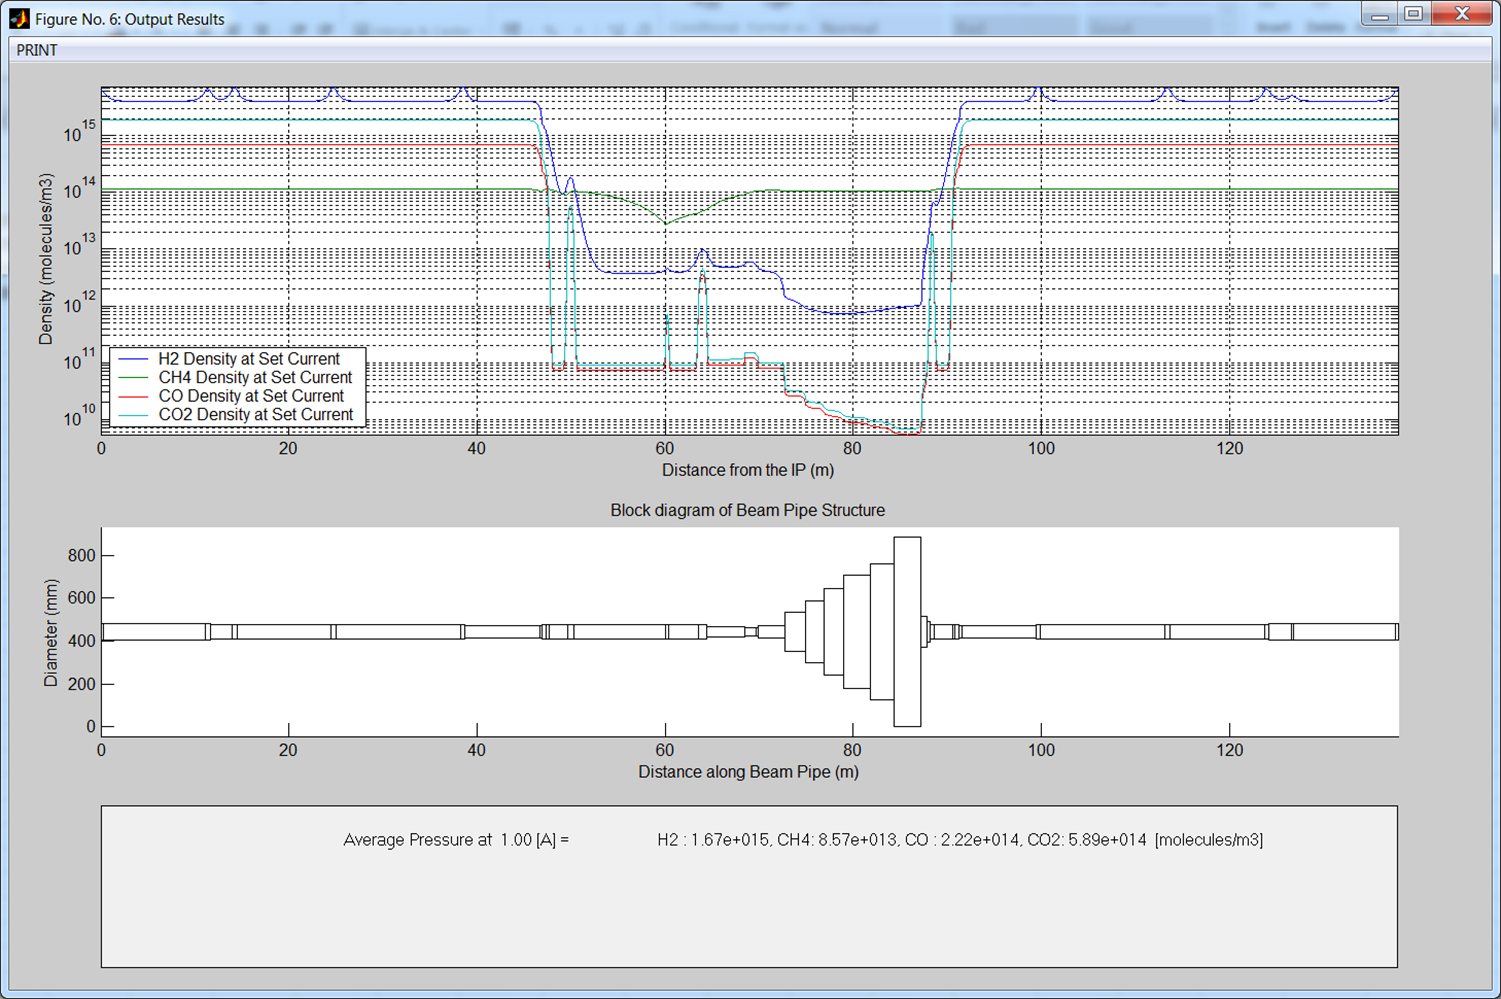 Figure No. 6: Output Results
PRINT
Density (molecules/m3)
10^15
10^14
10^13
10^12
10^11
10^10
H2 Density at Set Current
CH4 Density at Set Current
CO Density at Set Current
CO2 Density at Set Current
0 20 40 60 80 100 120
Distance from the IP (m)
Block diagram of Beam Pipe Structure
Diameter (mm)
800
600
400
200
0
0 20 40 60 80 100 120
Distance along Beam Pipe (m)
Average Pressure at 1.00 [A] = H2 : 1.67e+015, CH4: 8.57e+013, CO : 2.22e+014, CO2: 5.89e+014 [molecules/m3]